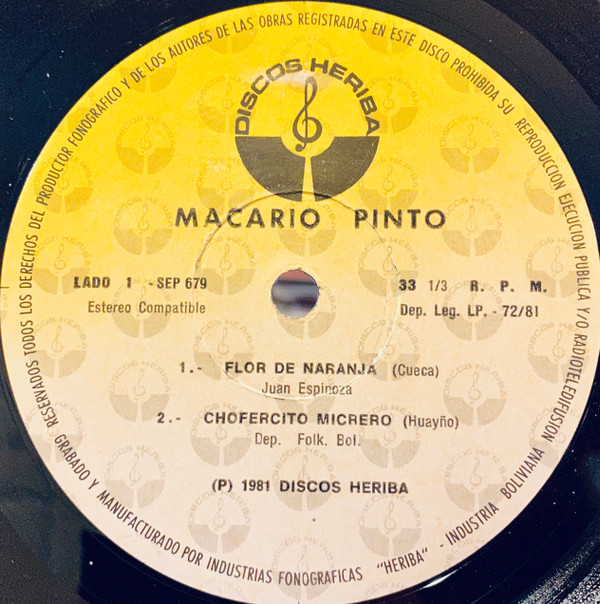 RESERVADOS TODOS LOS DERECHOS DEL PRODUCTOR FONOGRÁFICO Y DE LOS AUTORES DE LAS OBRAS REGISTRADAS EN ESTE DISCO PROHIBIDA SU REPRODUCCION EJECUCION PUBLICA Y/O RADIOTELEDIFUSION
DISCOS HERIBA
MACARIO PINTO
LADO 1 - SEP 679
Estereo Compatible
33 1/3 R. P. M.
Dep. Leg. LP. - 72/81
1.- FLOR DE NARANJA (Cueca)
Juan Espinoza
2.- CHOFERCITO MICRERO (Huayño)
Dep. Folk. Bol.
(P) 1981 DISCOS HERIBA
GRABADO Y MANUFACTURADO POR INDUSTRIAS FONOGRAFICAS "HERIBA" - INDUSTRIA BOLIVIANA